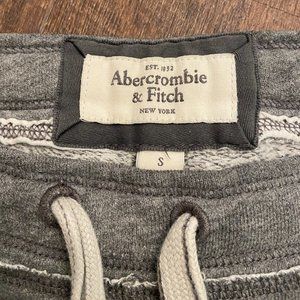 EST. 1892
Abercrombie
& Fitch
NEW YORK
S